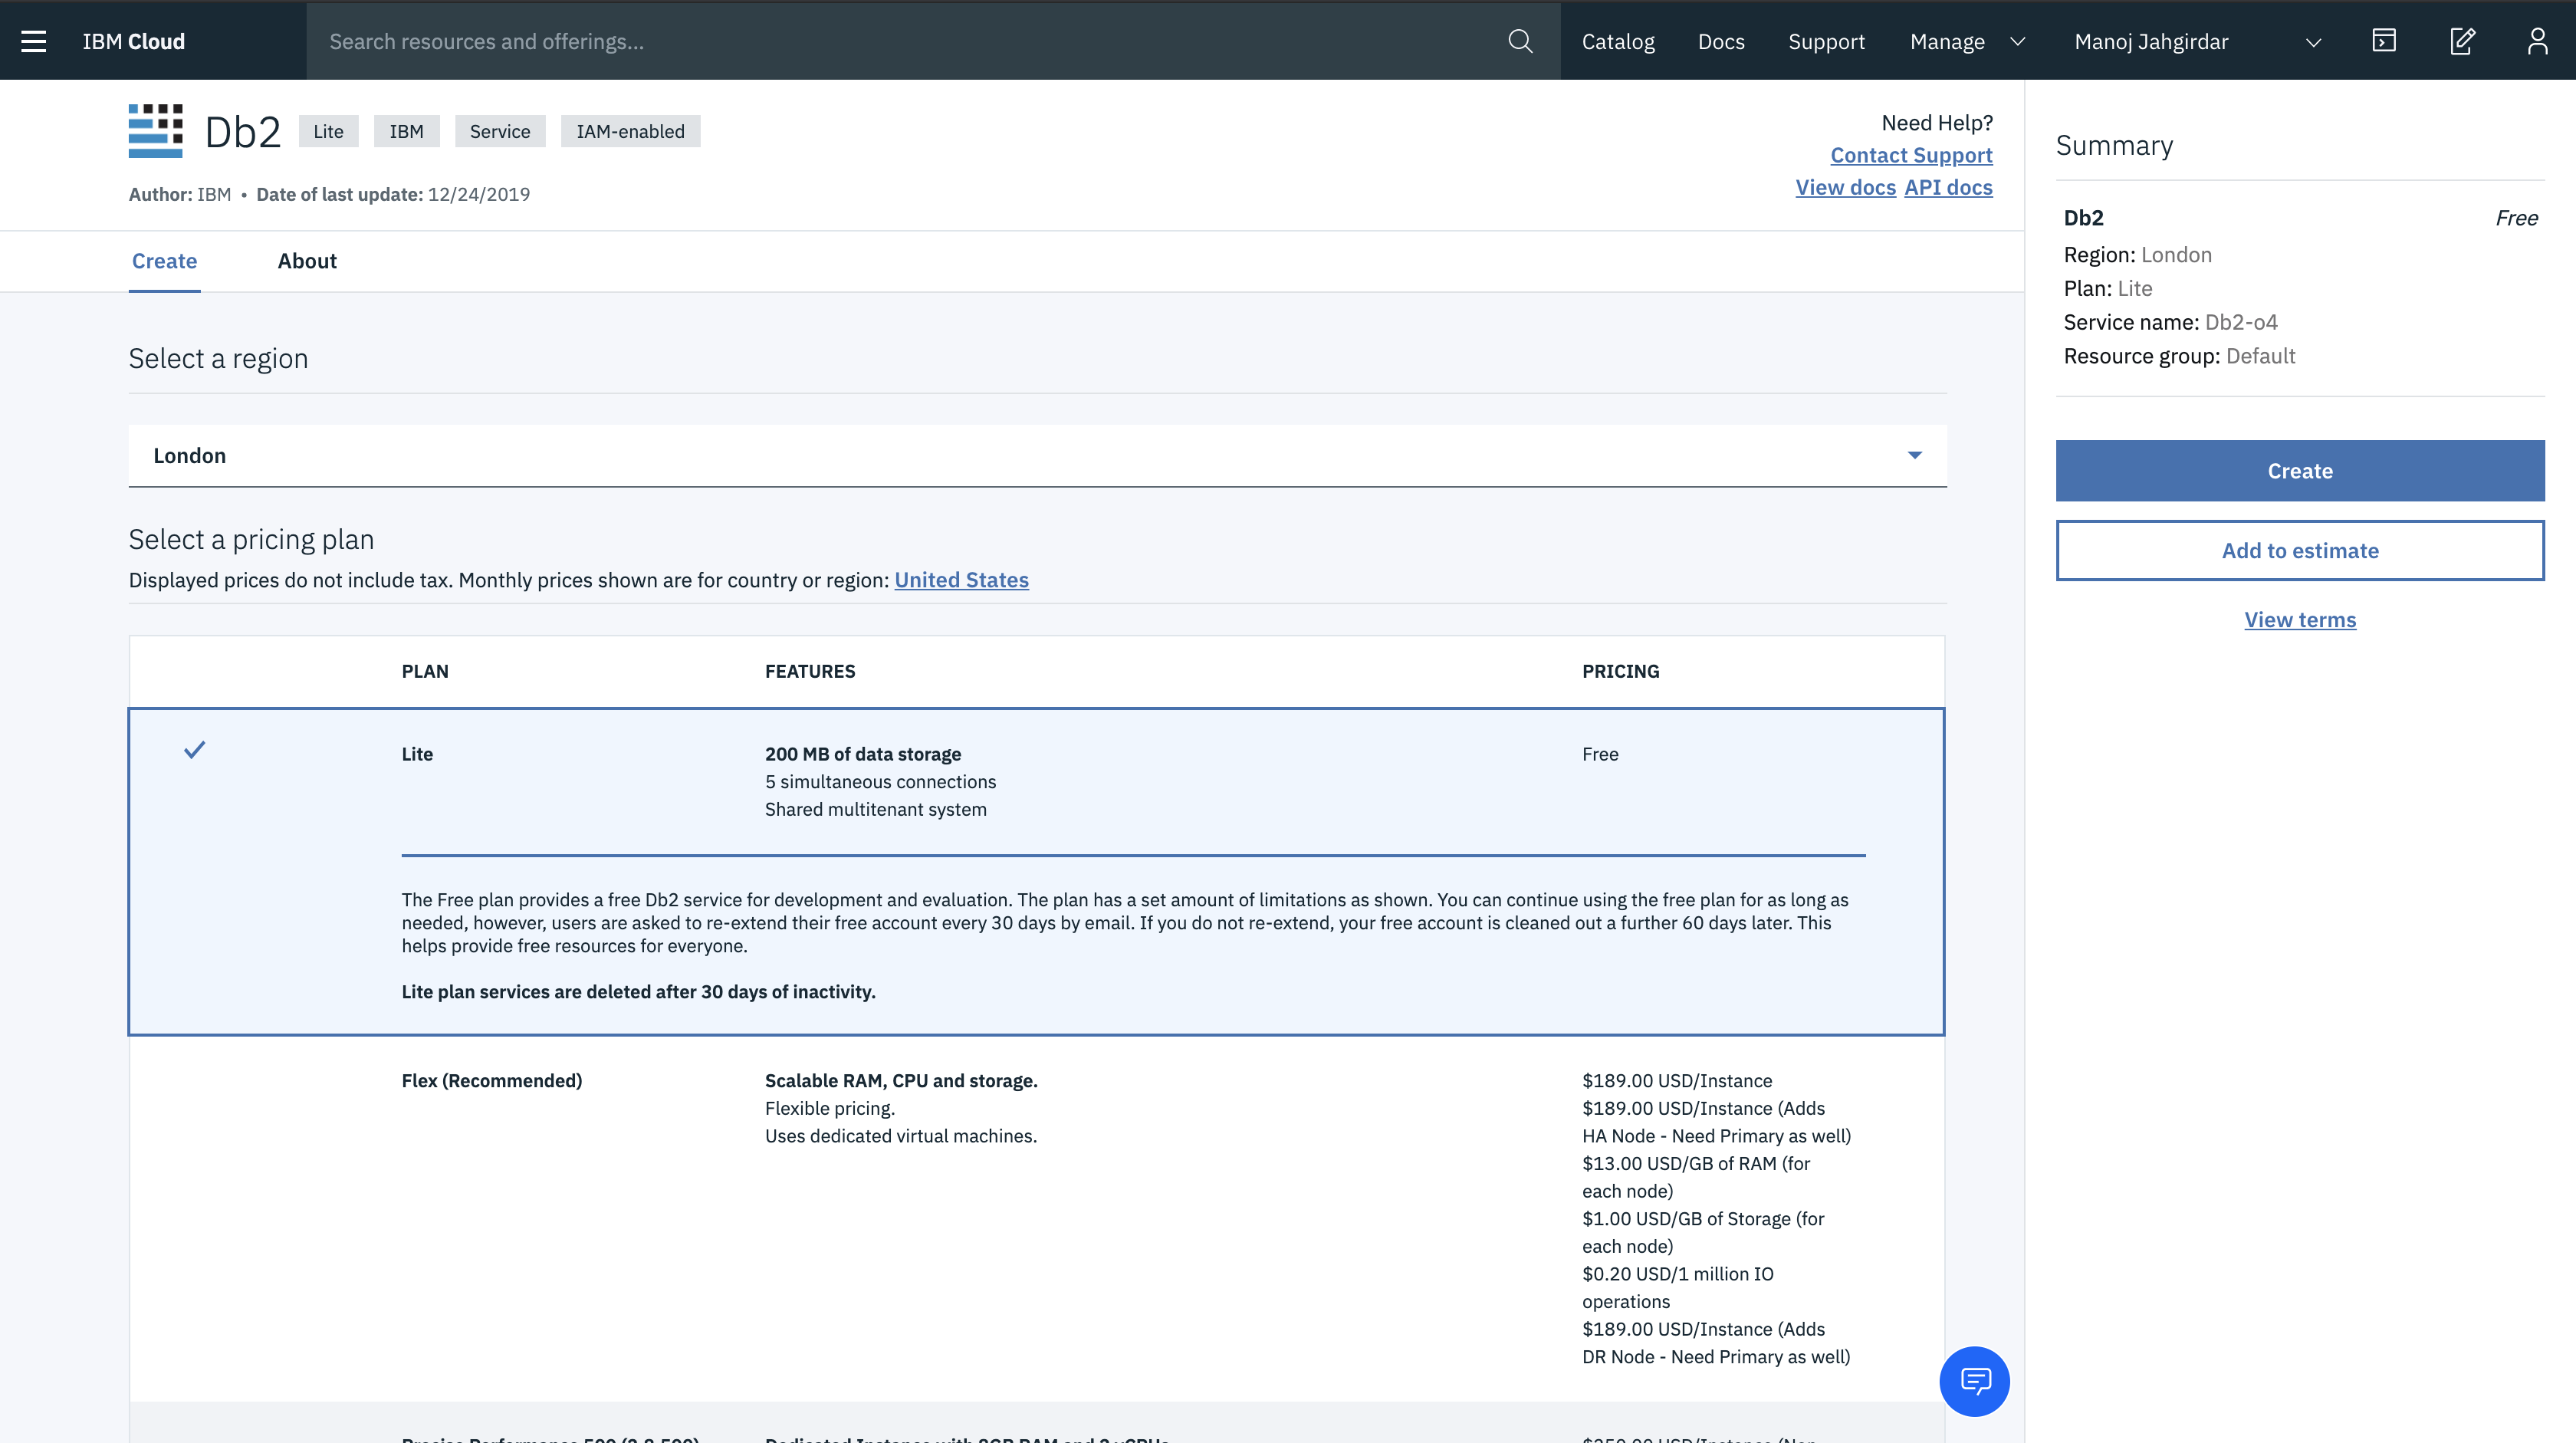 IBM Cloud
Search resources and offerings...
Catalog
Docs
Support
Manage
Manoj Jahgirdar
Db2
Lite
IBM
Service
IAM-enabled
Author: IBM • Date of last update: 12/24/2019
Need Help?
Contact Support
View docs API docs
Create
About
Select a region
London
Select a pricing plan
Displayed prices do not include tax. Monthly prices shown are for country or region: United States
PLAN
FEATURES
PRICING
Lite
200 MB of data storage
5 simultaneous connections
Shared multitenant system
Free
The Free plan provides a free Db2 service for development and evaluation. The plan has a set amount of limitations as shown. You can continue using the free plan for as long as
needed, however, users are asked to re-extend their free account every 30 days by email. If you do not re-extend, your free account is cleaned out a further 60 days later. This
helps provide free resources for everyone.
Lite plan services are deleted after 30 days of inactivity.
Flex (Recommended)
Scalable RAM, CPU and storage.
Flexible pricing.
Uses dedicated virtual machines.
$189.00 USD/Instance
$189.00 USD/Instance (Adds
HA Node - Need Primary as well)
$13.00 USD/GB of RAM (for
each node)
$1.00 USD/GB of Storage (for
each node)
$0.20 USD/1 million IO
operations
$189.00 USD/Instance (Adds
DR Node - Need Primary as well)
Summary
Db2
Free
Region: London
Plan: Lite
Service name: Db2-o4
Resource group: Default
Create
Add to estimate
View terms